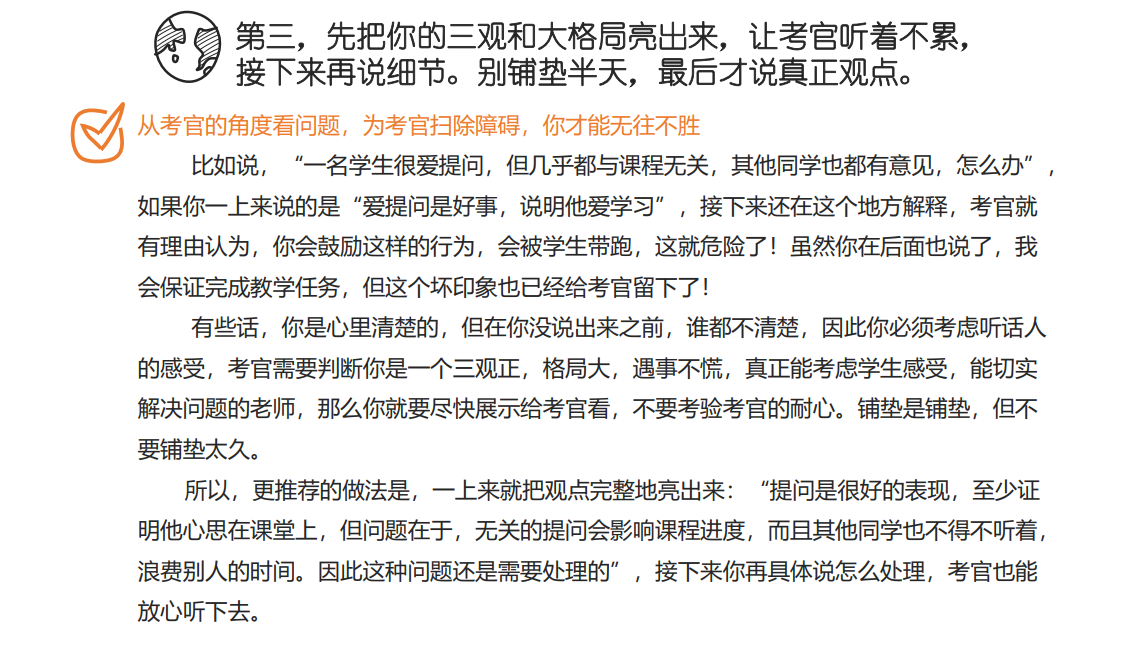 第三，先把你的三观和大格局亮出来，让考官听着不累，
接下来再说细节。别铺垫半天，最后才说真正观点。
从考官的角度看问题，为考官扫除障碍，你才能无往不胜
比如说，“一名学生很爱提问，但几乎都与课程无关，其他同学也都有意见，怎么办”，
如果你一上来说的是“爱提问是好事，说明他爱学习”，接下来还在这个地方解释，考官就
有理由认为，你会鼓励这样的行为，会被学生带跑，这就危险了！虽然你在后面也说了，我
会保证完成教学任务，但这个坏印象也已经给考官留下了！
有些话，你是心里清楚的，但在你没说出来之前，谁都不清楚，因此你必须考虑听话人
的感受，考官需要判断你是一个三观正，格局大，遇事不慌，真正能考虑学生感受，能切实
解决问题的老师，那么你就要尽快展示给考官看，不要考验考官的耐心。铺垫是铺垫，但不
要铺垫太久。
所以，更推荐的做法是，一上来就把观点完整地亮出来：“提问是很好的表现，至少证
明他心思在课堂上，但问题在于，无关的提问会影响课程进度，而且其他同学也不得不听着，
浪费别人的时间。因此这种问题还是需要处理的”，接下来你再具体说怎么处理，考官也能
放心听下去。